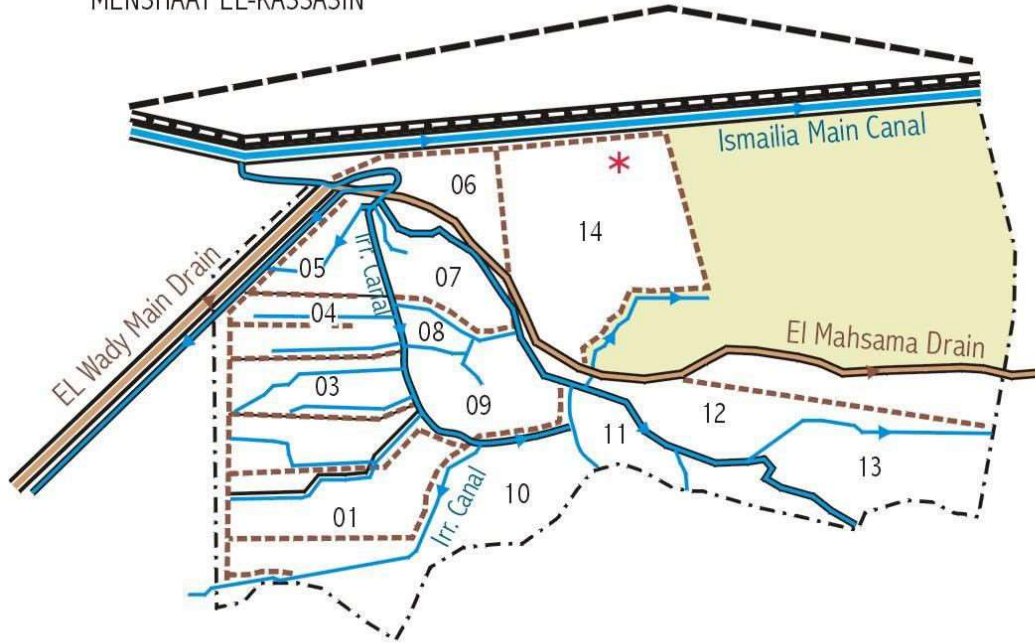 MENSHAAT EL-KASSASIN
Ismailia Main Canal
06
14
05
Irr. Canal
07
EL Wady Main Drain
04
08
El Mahsama Drain
03
09
12
11
13
10
01
Irr. Canal